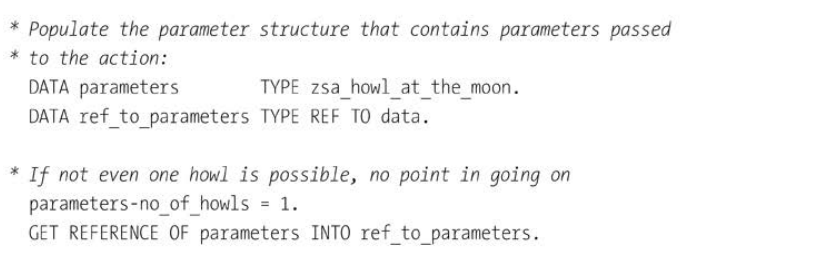 * Populate the parameter structure that contains parameters passed
* to the action:
DATA parameters TYPE zsa_howl_at_the_moon.
DATA ref_to_parameters TYPE REF TO data.
* If not even one howl is possible, no point in going on
parameters-no_of_howls = 1.
GET REFERENCE OF parameters INTO ref_to_parameters.